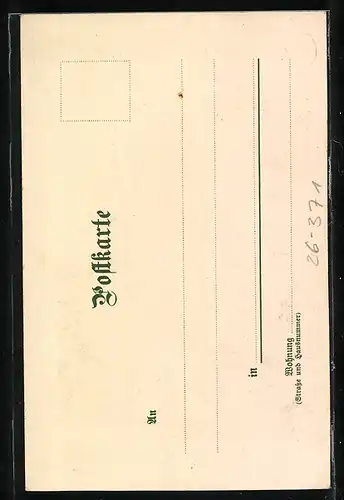 Postkarte
An
in
Wohnung
(Straße und Hausnummer)
26-371